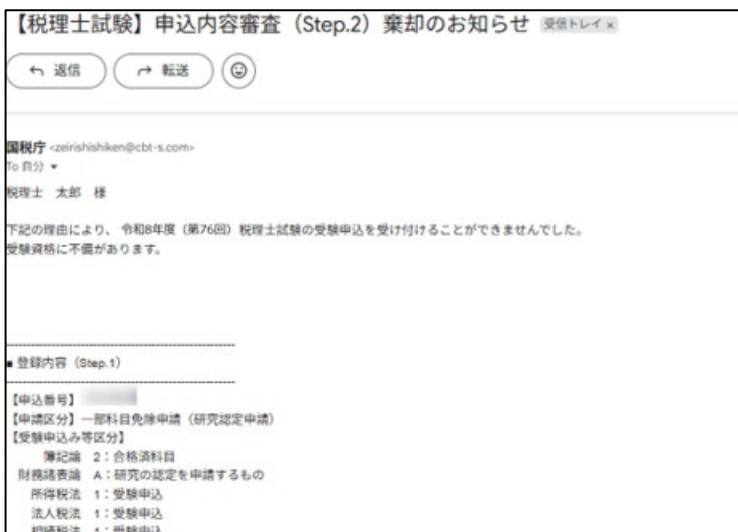 【税理士試験】申込内容審査（Step.2）棄却のお知らせ 受信トレイ ×
返信 転送
国税庁 <zeirishishiken@cbt-s.com>
To 自分
税理士 太郎 様
下記の理由により、 令和8年度（第76回）税理士試験の受験申込を受け付けることができませんでした。
受験資格に不備があります。
■ 登録内容（Step.1）
【申込番号】
【申請区分】一部科目免除申請（研究認定申請）
【受験申込み等区分】
簿記論 2：合格済科目
財務諸表論 A：研究の認定を申請するもの
所得税法 1：受験申込
法人税法 1：受験申込
相続税法 1：受験申込